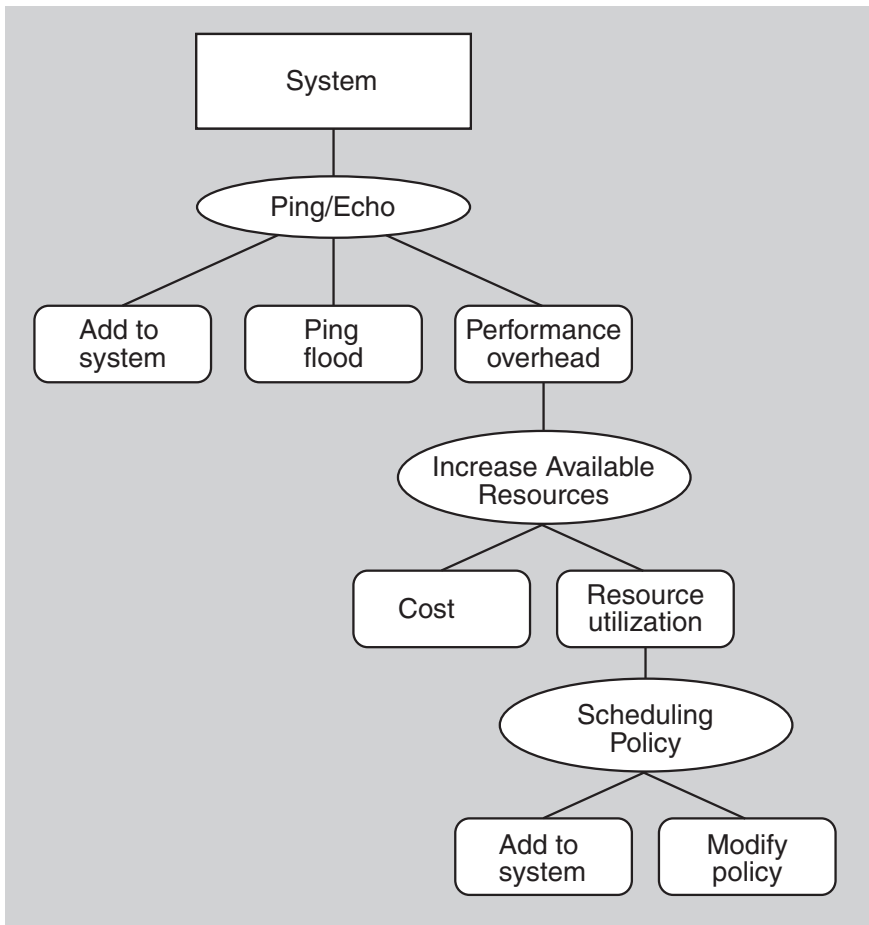 System
Ping/Echo
Add to
system
Ping
flood
Performance
overhead
Increase Available
Resources
Cost
Resource
utilization
Scheduling
Policy
Add to
system
Modify
policy